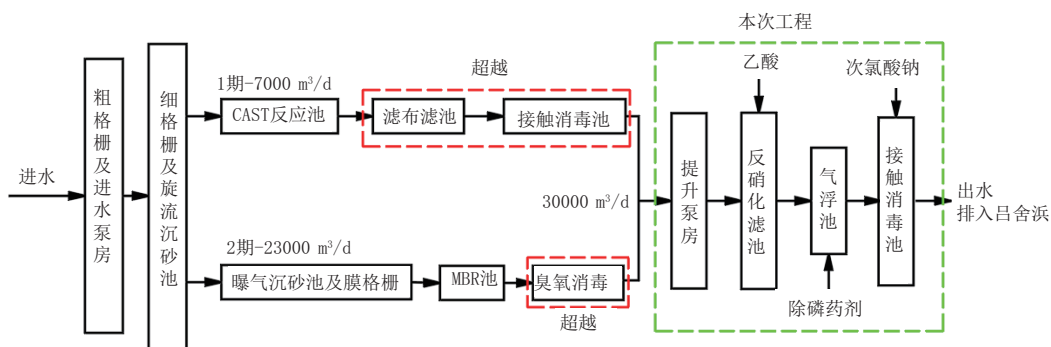 本次工程
超越
乙酸
次氯酸钠
1期-7000 m³/d
CAST反应池
滤布滤池
接触消毒池
粗格栅及进水泵房
细格栅及旋流沉砂池
进水
30000 m³/d
提升泵房
反硝化滤池
气浮池
接触消毒池
出水
排入吕舍浜
2期-23000 m³/d
曝气沉砂池及膜格栅
MBR池
臭氧消毒
超越
除磷药剂